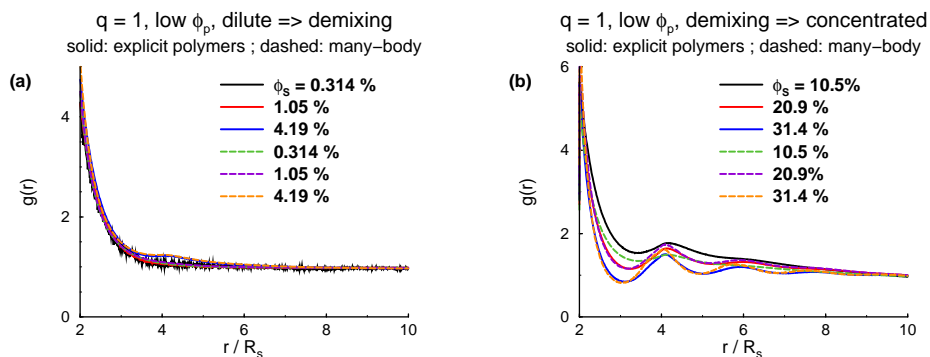 q = 1, low ϕp, dilute => demixing
solid: explicit polymers ; dashed: many−body
(a)
g(r)
4
2
0
ϕs = 0.314 %
1.05 %
4.19 %
0.314 %
1.05 %
4.19 %
2 4 6 8 10
r / Rs
q = 1, low ϕp, demixing => concentrated
solid: explicit polymers ; dashed: many−body
(b)
g(r)
6
4
2
0
ϕs = 10.5%
20.9 %
31.4 %
10.5 %
20.9%
31.4 %
2 4 6 8 10
r / Rs